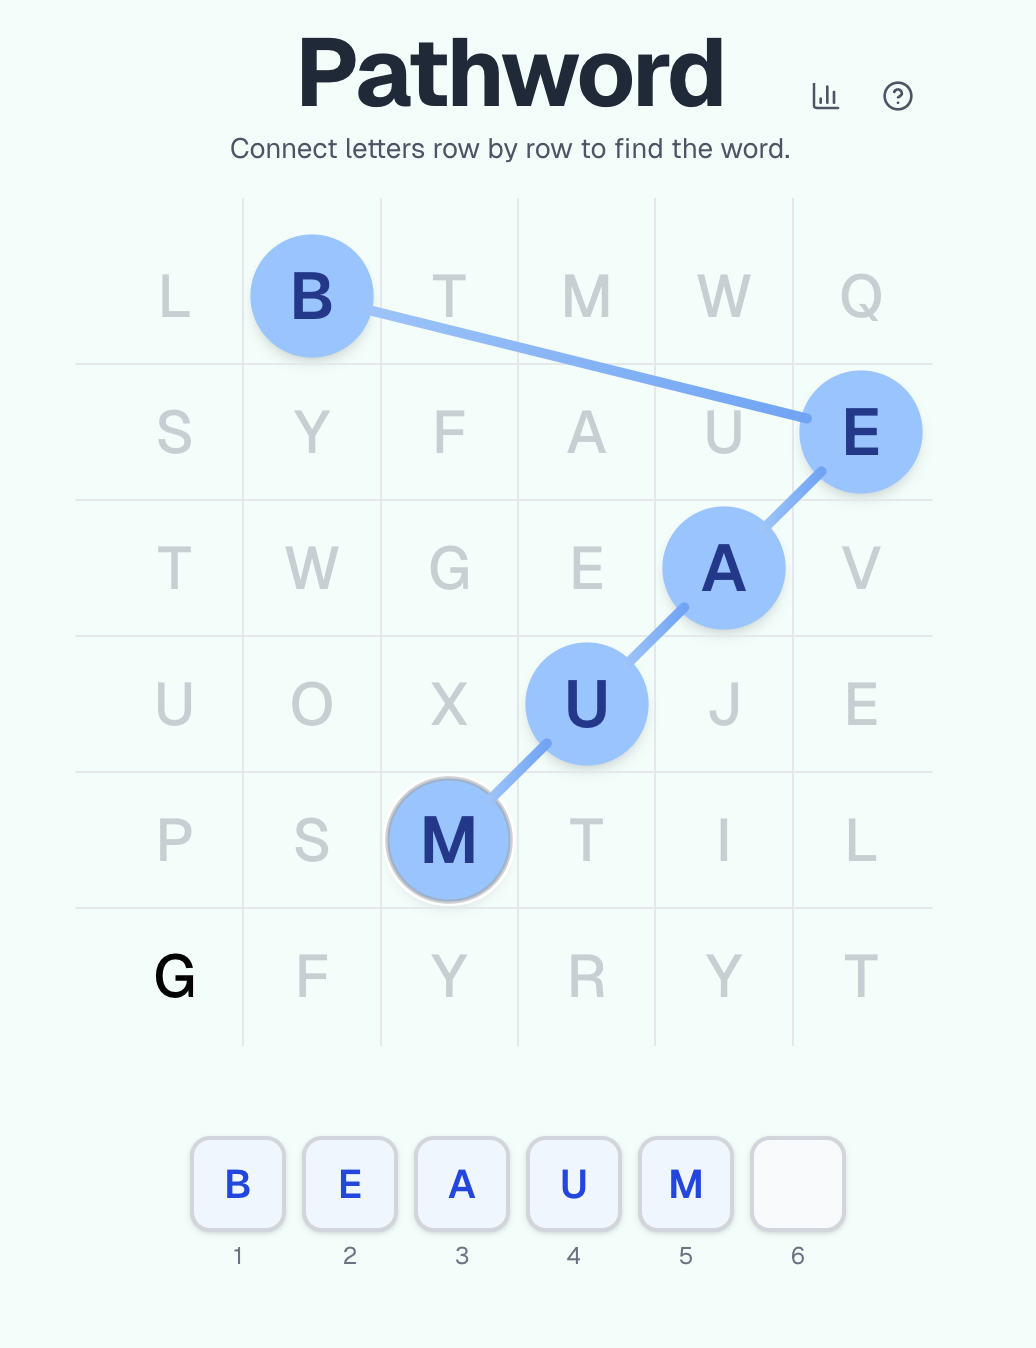 Pathword
Connect letters row by row to find the word.
L B T M W Q
S Y F A U E
T W G E A V
U O X U J E
P S M T I L
G F Y R Y T
B E A U M
1 2 3 4 5 6